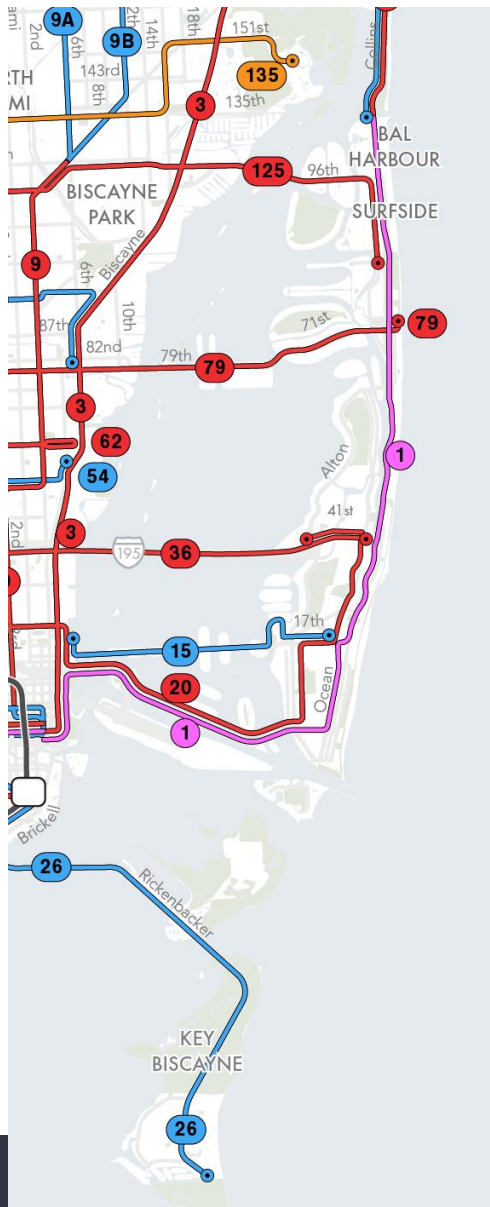 ami
2nd
9A
6th
9B
2th
14th
18th
151st
Collins
135
143rd
8th
RTH
MI
3
135th
BAL
HARBOUR
125
96th
BISCAYNE
PARK
SURFSIDE
Biscayne
9
6th
10th
87th
82nd
71st
79
79th
79
3
62
Alton
1
54
41st
2nd
3
195
36
17th
15
20
Ocean
1
Brickell
26
Rickenbacker
KEY
BISCAYNE
26